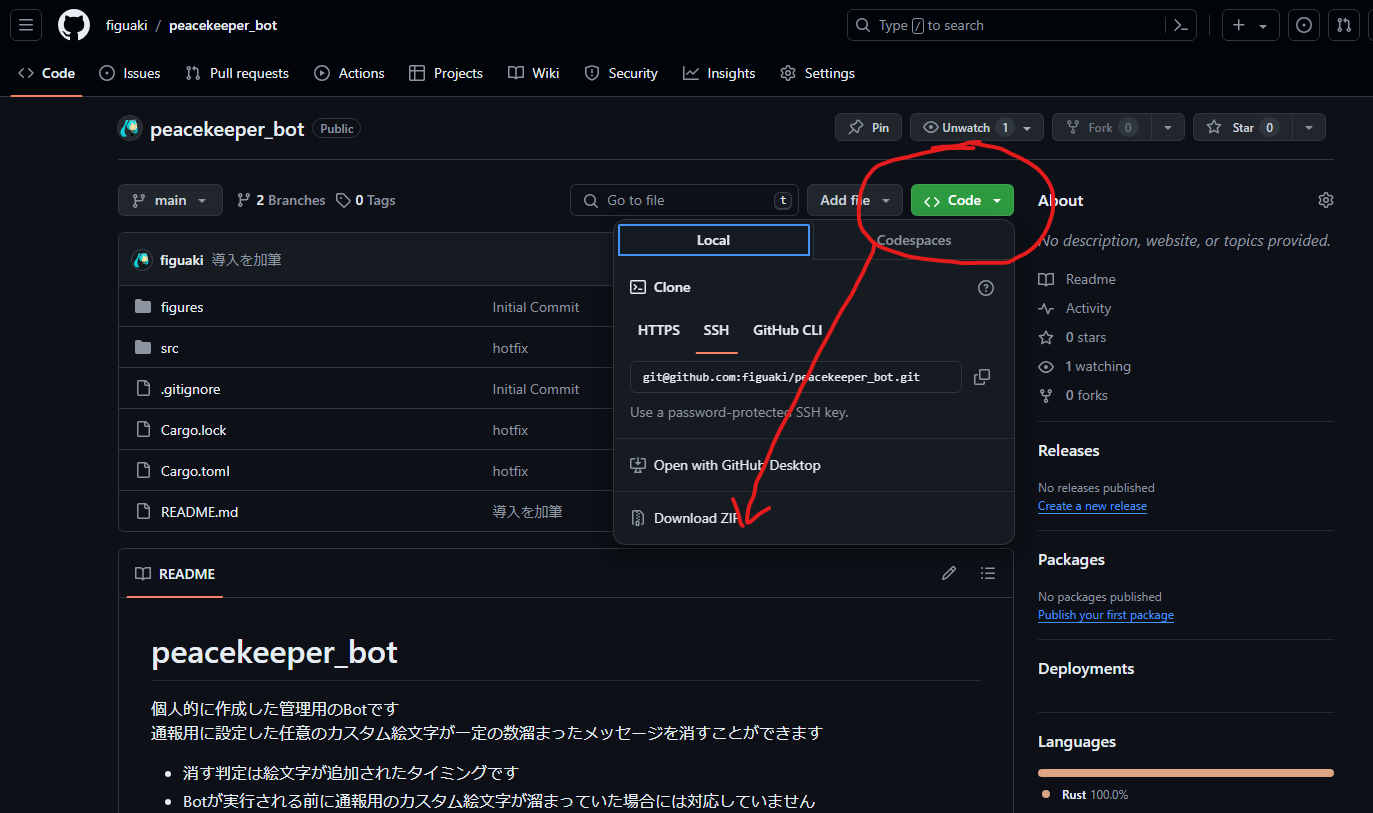 figuaki / peacekeeper_bot
Type / to search
Code Issues Pull requests Actions Projects Wiki Security Insights Settings
peacekeeper_bot Public
Pin Unwatch 1 Fork 0 Star 0
main 2 Branches 0 Tags
Go to file t Add file Code
figuaki 導入を加筆
figures Initial Commit
src hotfix
.gitignore Initial Commit
Cargo.lock hotfix
Cargo.toml hotfix
README.md 導入を加筆
Local Codespaces
Clone
HTTPS SSH GitHub CLI
git@github.com:figuaki/peacekeeper_bot.git
Use a password-protected SSH key.
Open with GitHub Desktop
Download ZIP
README
peacekeeper_bot
個人的に作成した管理用のBotです
通報用に設定した任意のカスタム絵文字が一定の数溜まったメッセージを消すことができます
• 消す判定は絵文字が追加されたタイミングです
• Botが実行される前に通報用のカスタム絵文字が溜まっていた場合には対応していません
About
No description, website, or topics provided.
Readme
Activity
0 stars
1 watching
0 forks
Releases
No releases published
Create a new release
Packages
No packages published
Publish your first package
Deployments
Languages
Rust 100.0%